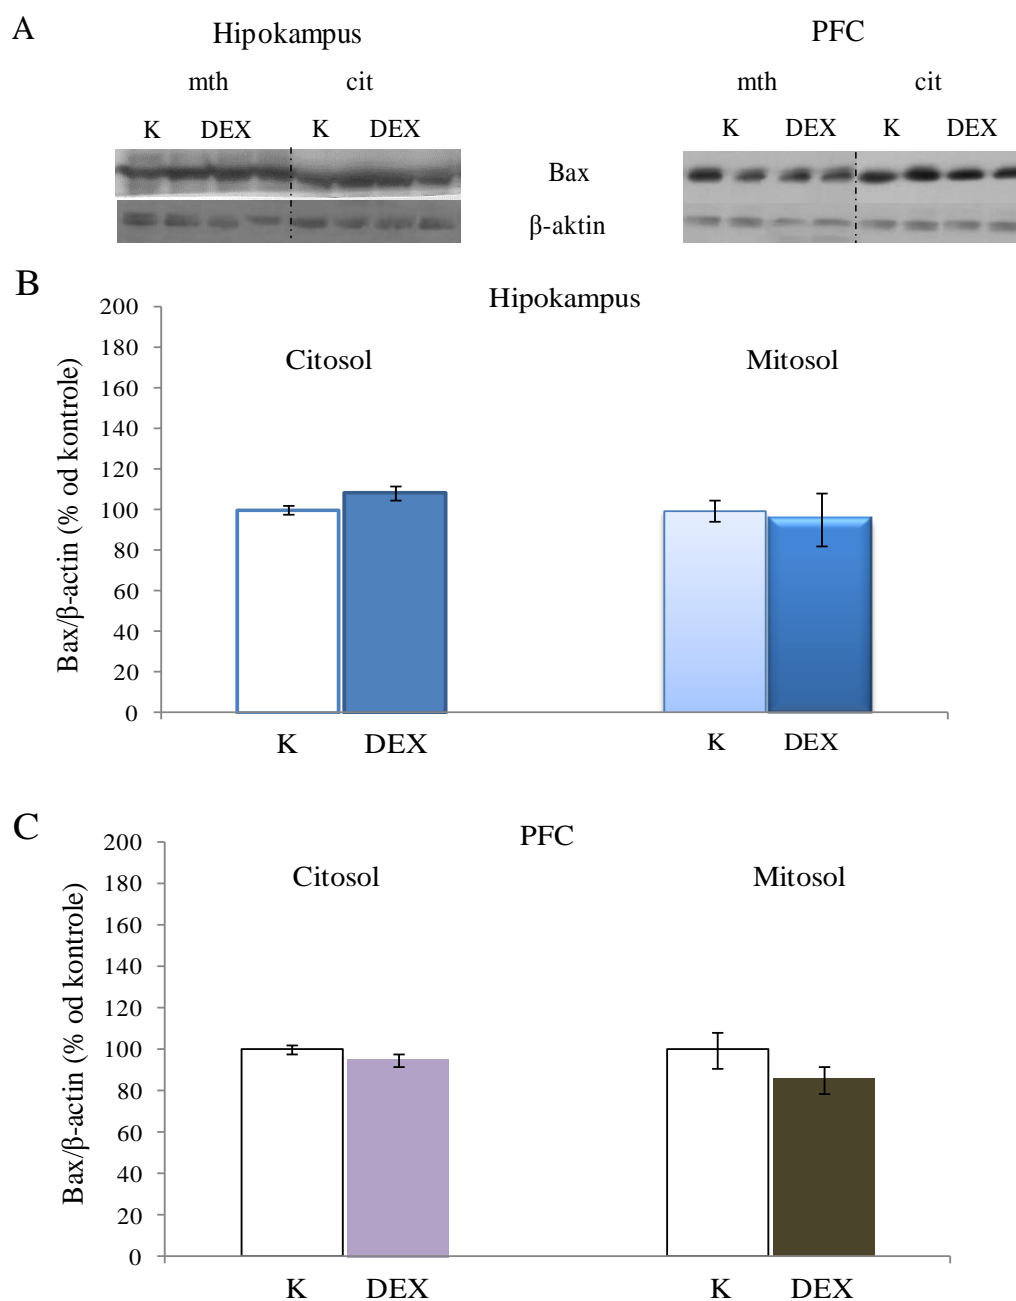 A
Hipokampus
PFC
mth cit
mth cit
K DEX K DEX
K DEX K DEX
Bax
β-aktin
B
Hipokampus
Bax/β-actin (% od kontrole)
200
180
160
140
120
100
80
60
40
20
0
Citosol
Mitosol
K DEX
K DEX
C
PFC
Bax/β-actin (% od kontrole)
200
180
160
140
120
100
80
60
40
20
0
Citosol
Mitosol
K DEX
K DEX